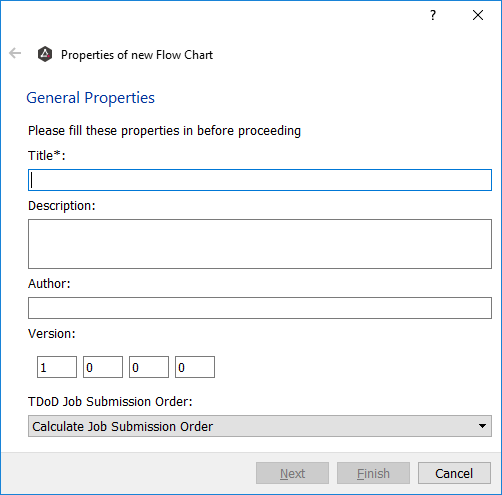 ?
Properties of new Flow Chart
General Properties
Please fill these properties in before proceeding
Title*:
Description:
Author:
Version:
1 0 0 0
TDoD Job Submission Order:
Calculate Job Submission Order
Next Finish Cancel